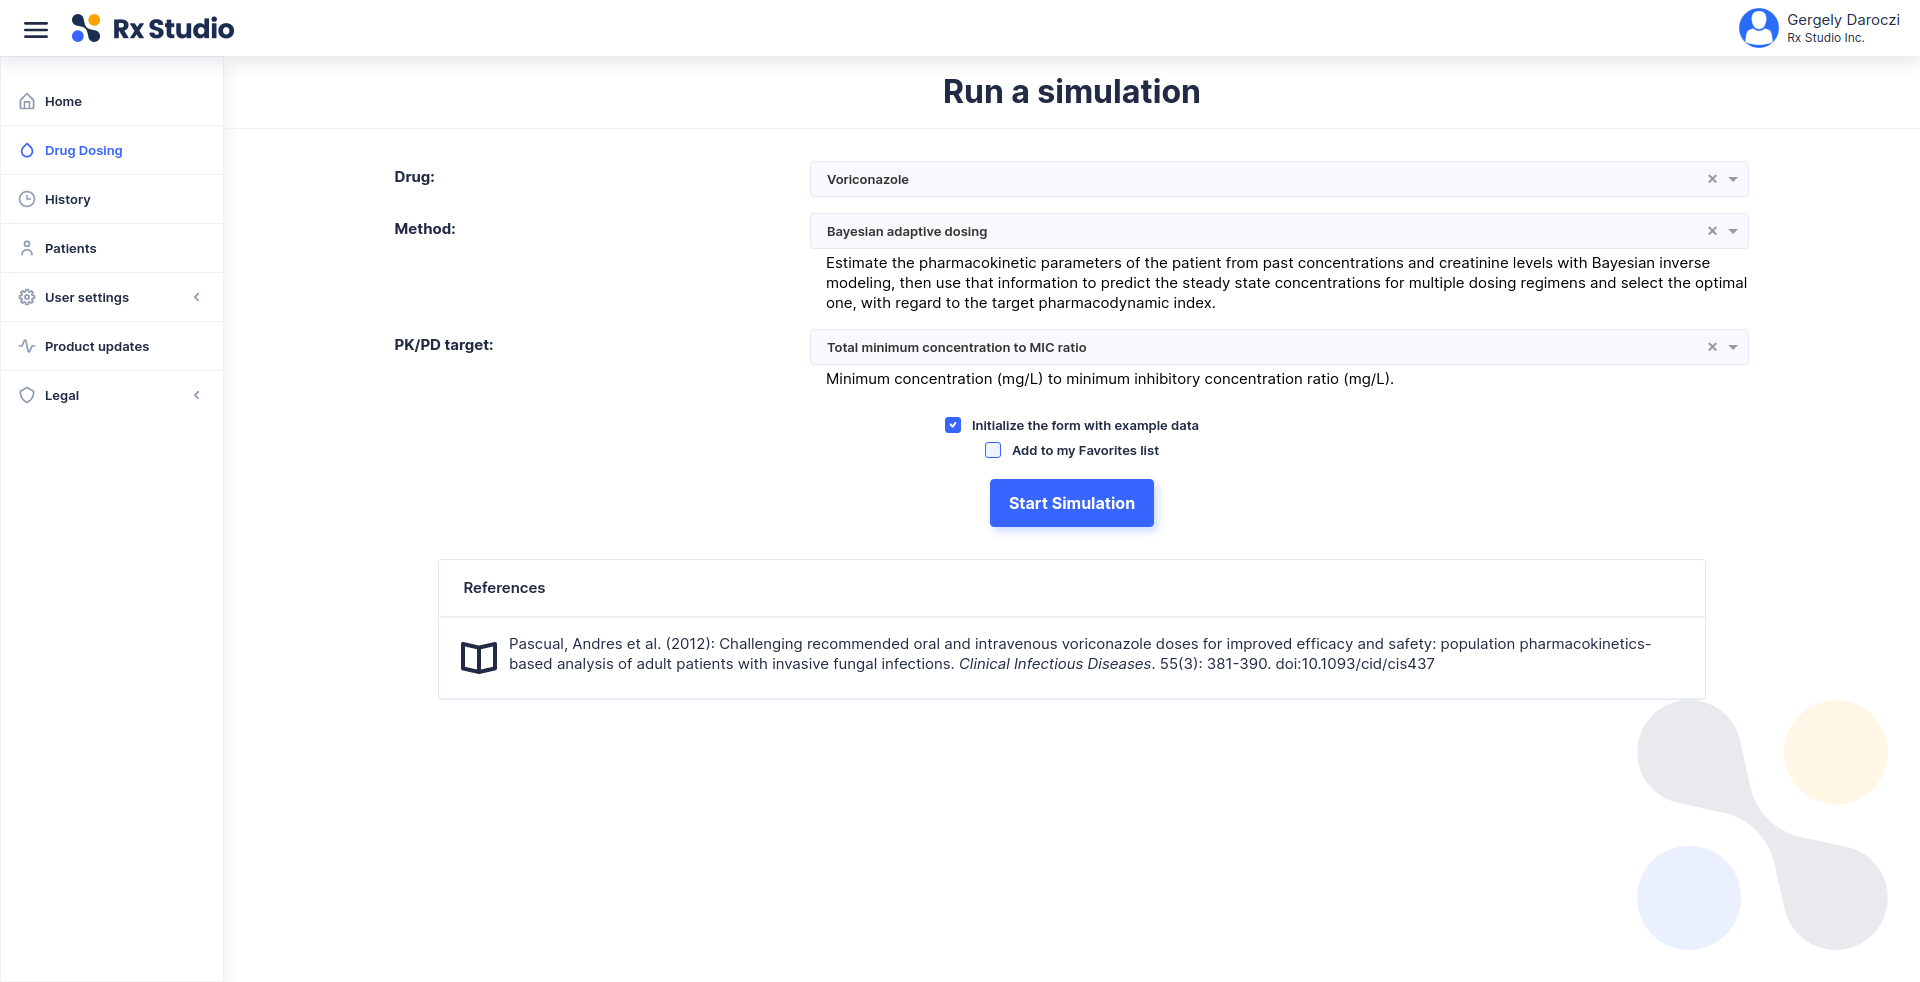 Rx Studio
Gergely Daroczi
Rx Studio Inc.
Home
Drug Dosing
History
Patients
User settings
Product updates
Legal
Run a simulation
Drug:
Voriconazole
Method:
Bayesian adaptive dosing
Estimate the pharmacokinetic parameters of the patient from past concentrations and creatinine levels with Bayesian inverse
modeling, then use that information to predict the steady state concentrations for multiple dosing regimens and select the optimal
one, with regard to the target pharmacodynamic index.
PK/PD target:
Total minimum concentration to MIC ratio
Minimum concentration (mg/L) to minimum inhibitory concentration ratio (mg/L).
Initialize the form with example data
Add to my Favorites list
Start Simulation
References
Pascual, Andres et al. (2012): Challenging recommended oral and intravenous voriconazole doses for improved efficacy and safety: population pharmacokinetics-
based analysis of adult patients with invasive fungal infections. Clinical Infectious Diseases. 55(3): 381-390. doi:10.1093/cid/cis437